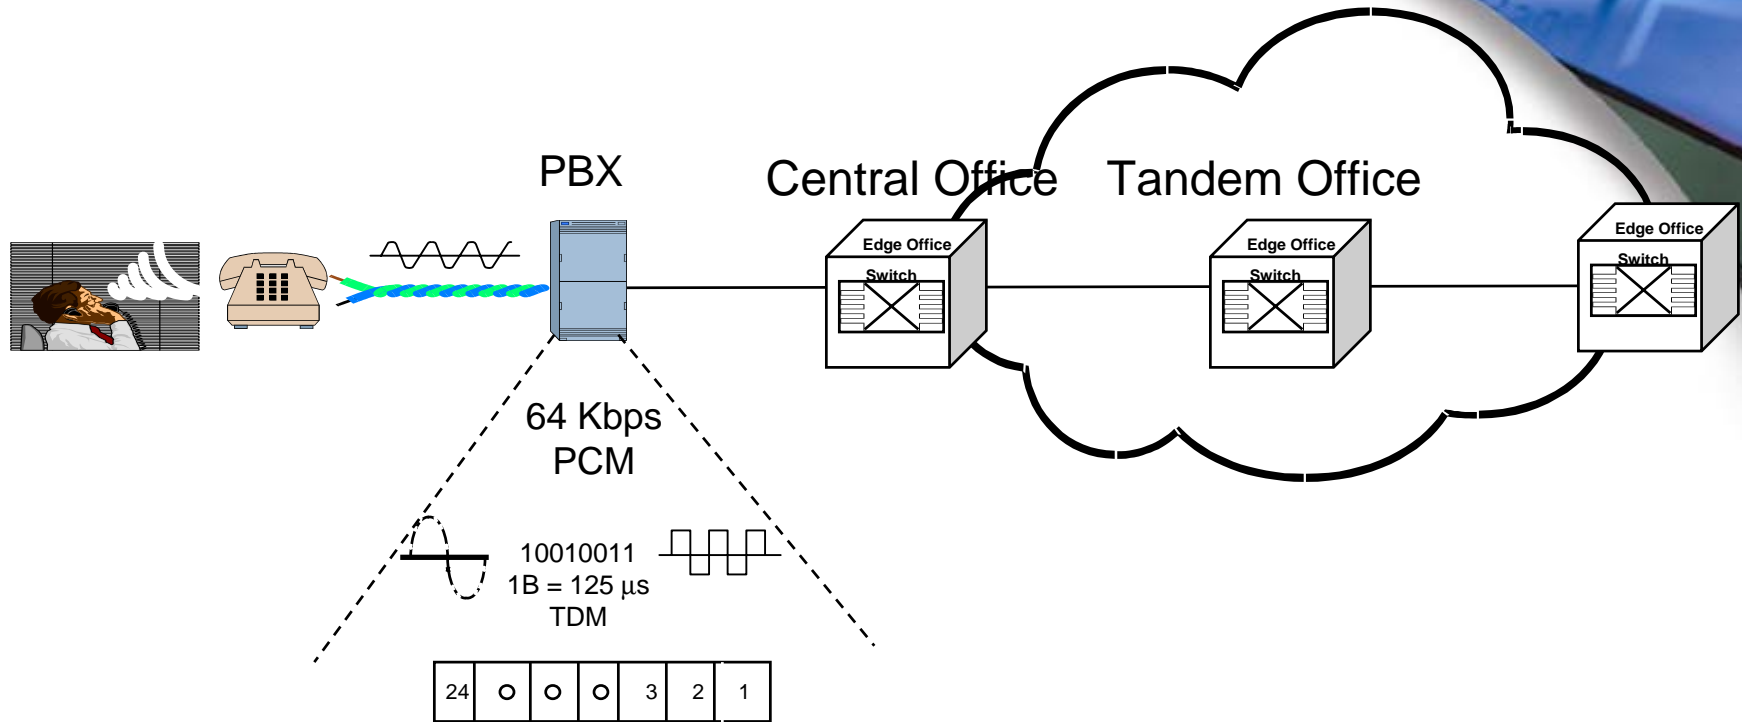 PBX
Central Office
Tandem Office
Edge Office
Switch
Edge Office
Switch
Edge Office
Switch
64 Kbps
PCM
10010011
1B = 125 μs
TDM
24 3 2 1